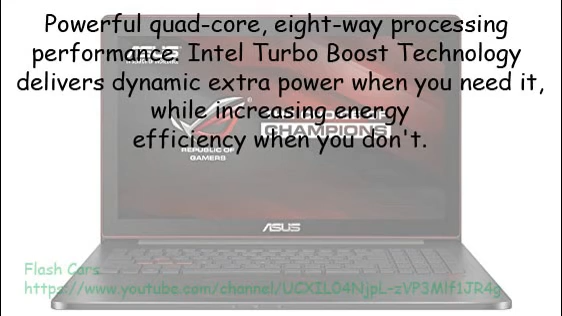 Powerful quad-core, eight-way processing
performance. Intel Turbo Boost Technology
delivers dynamic extra power when you need it,
while increasing energy
efficiency when you don't.
ASUS
CHAMPIONS
REPUBLIC OF
GAMERS
ASUS
Flash Cars
https://www.youtube.com/channel/UCXIL04NjpL-zVP3Mlf1JR4g